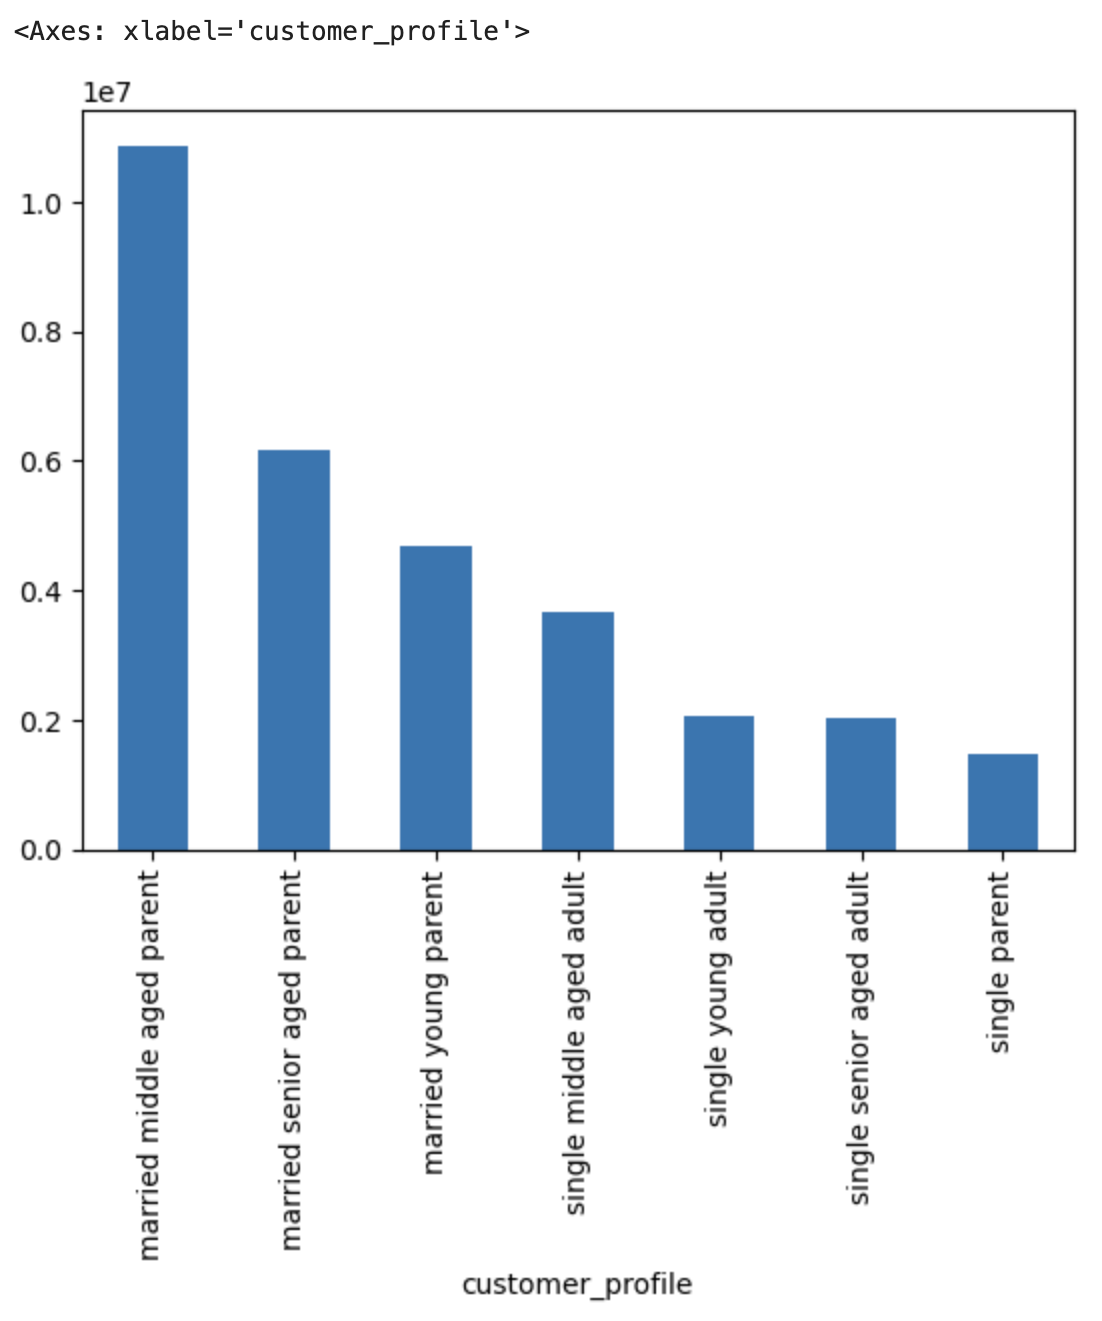 <Axes: xlabel='customer_profile'>
1e7
1.0
0.8
0.6
0.4
0.2
0.0
married middle aged parent
married senior aged parent
married young parent
single middle aged adult
single young adult
single senior aged adult
single parent
customer_profile